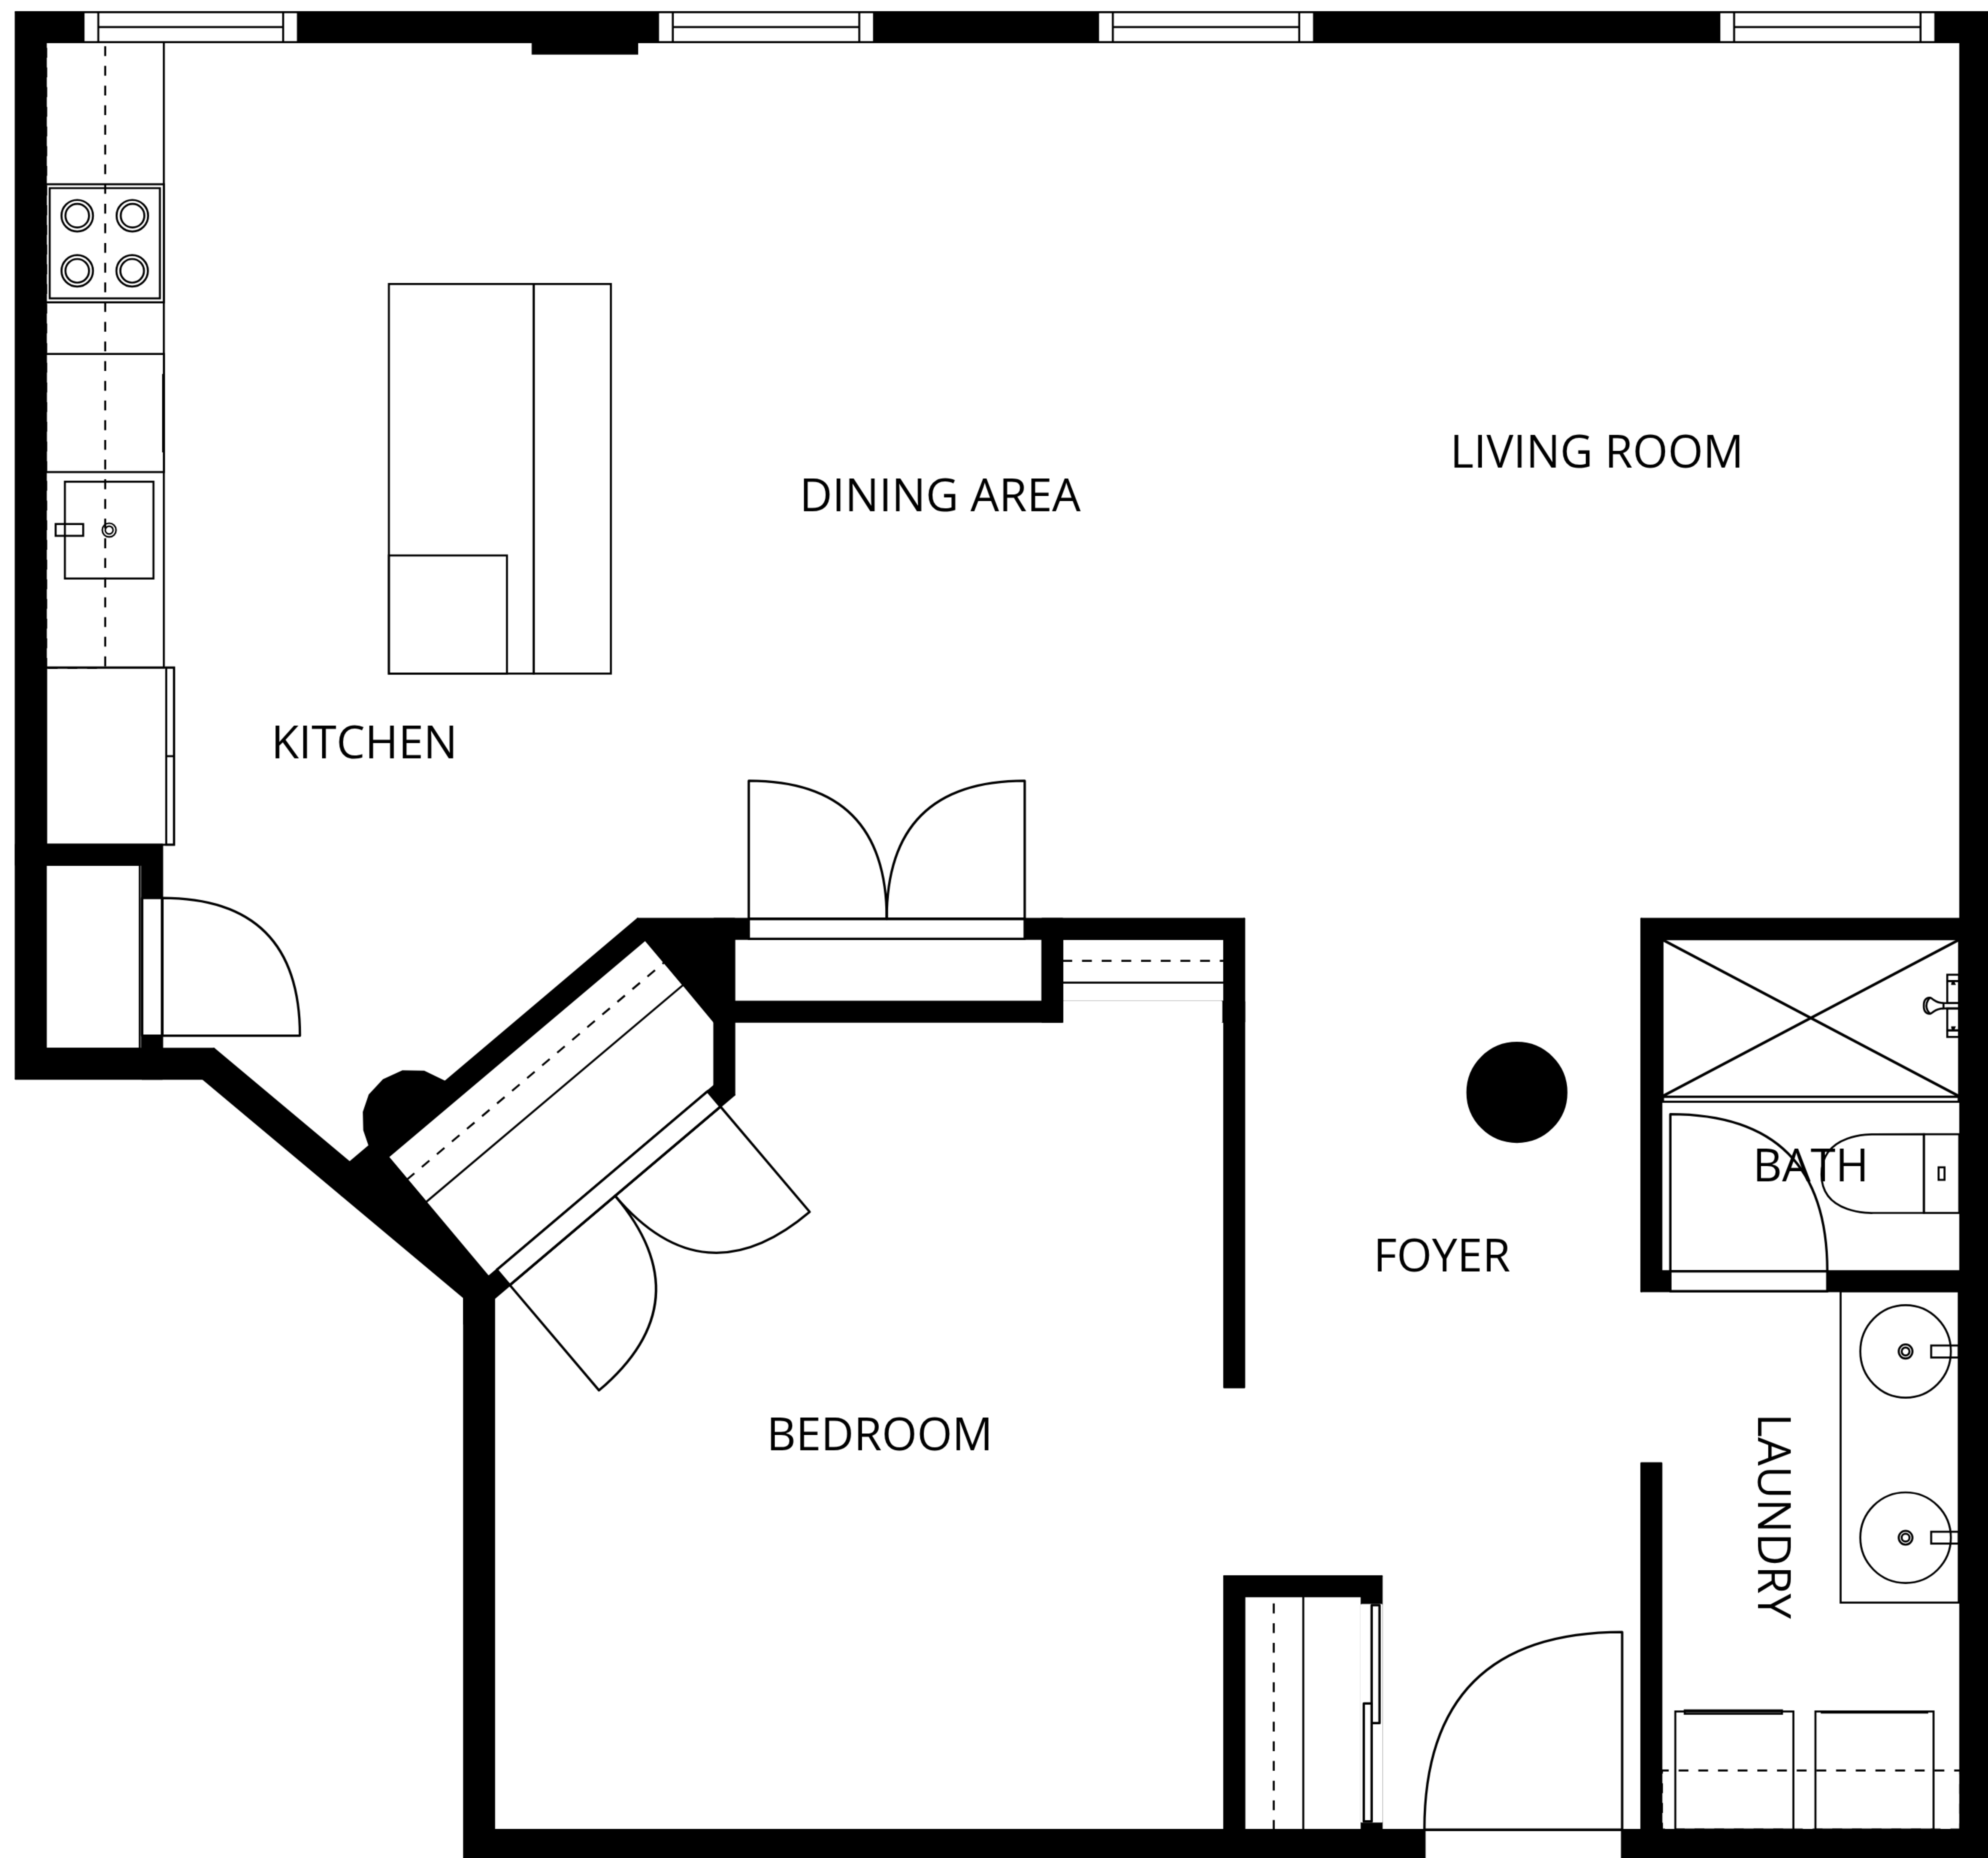 LIVING ROOM
DINING AREA
KITCHEN
BATH
FOYER
BEDROOM
LAUNDRY